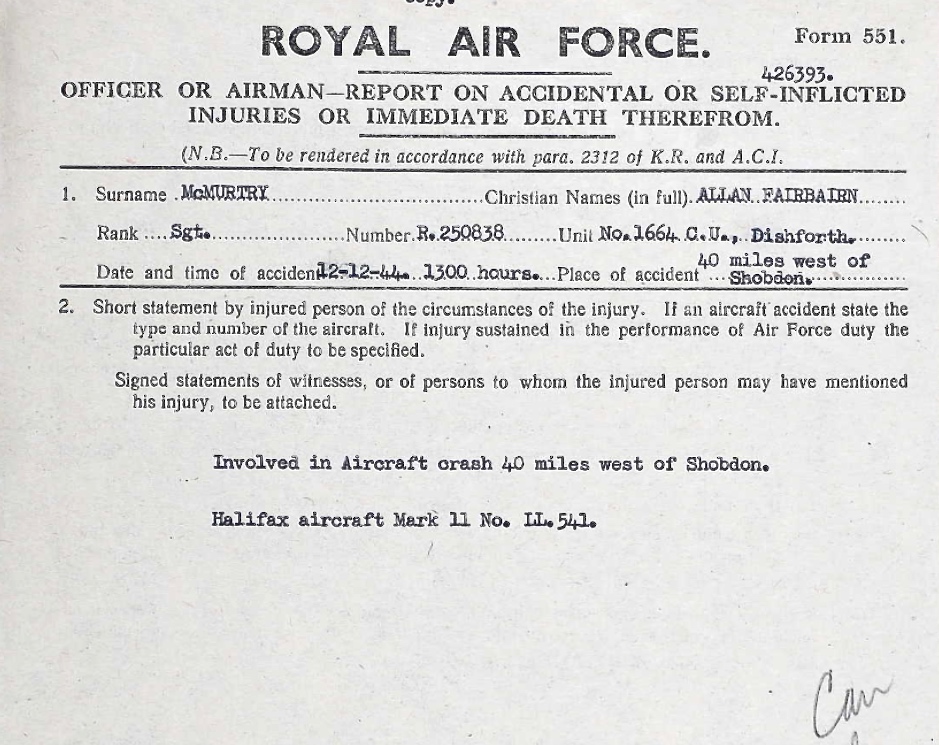 Copy.
ROYAL AIR FORCE. Form 551.
426393.
OFFICER OR AIRMAN—REPORT ON ACCIDENTAL OR SELF-INFLICTED
INJURIES OR IMMEDIATE DEATH THEREFROM.
(N.B.—To be rendered in accordance with para. 2312 of K.R. and A.C.I.
1. Surname .McMURTRY................................Christian Names (in full).ALLAN FAIRBAIRN........
Rank ....Sgt....................Number.R.250838........Unit No.1664 C.U., Dishforth.........
Date and time of accident 12-12-44. 1300 hours...Place of accident 40 miles west of
Shobdon................
2. Short statement by injured person of the circumstances of the injury. If an aircraft accident state the
type and number of the aircraft. If injury sustained in the performance of Air Force duty the
particular act of duty to be specified.
Signed statements of witnesses, or of persons to whom the injured person may have mentioned
his injury, to be attached.
Involved in Aircraft crash 40 miles west of Shobdon.
Halifax aircraft Mark 11 No. LL.541.
Can